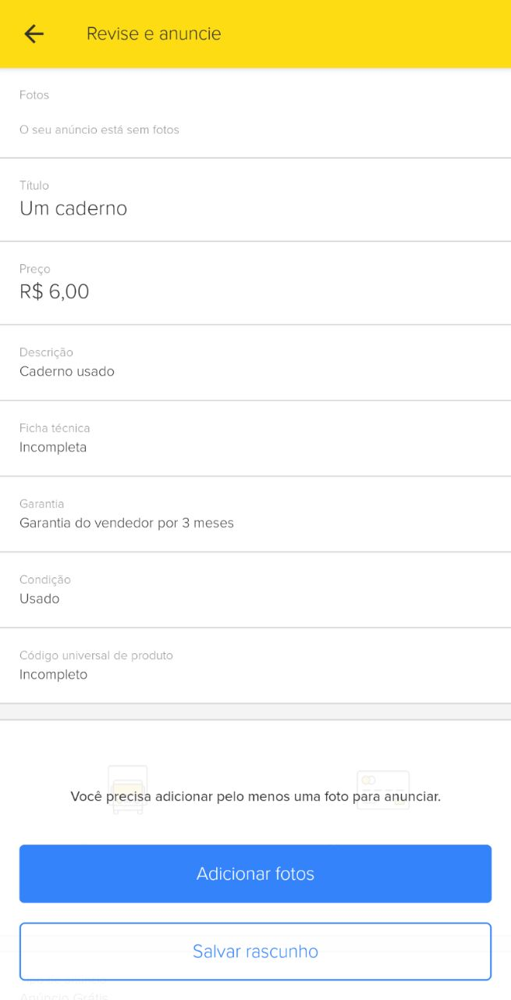 Revise e anuncie
Fotos
O seu anúncio está sem fotos
Título
Um caderno
Preço
R$ 6,00
Descrição
Caderno usado
Ficha técnica
Incompleta
Garantia
Garantia do vendedor por 3 meses
Condição
Usado
Código universal de produto
Incompleto
Você precisa adicionar pelo menos uma foto para anunciar.
Adicionar fotos
Salvar rascunho
Anúncio Grátis